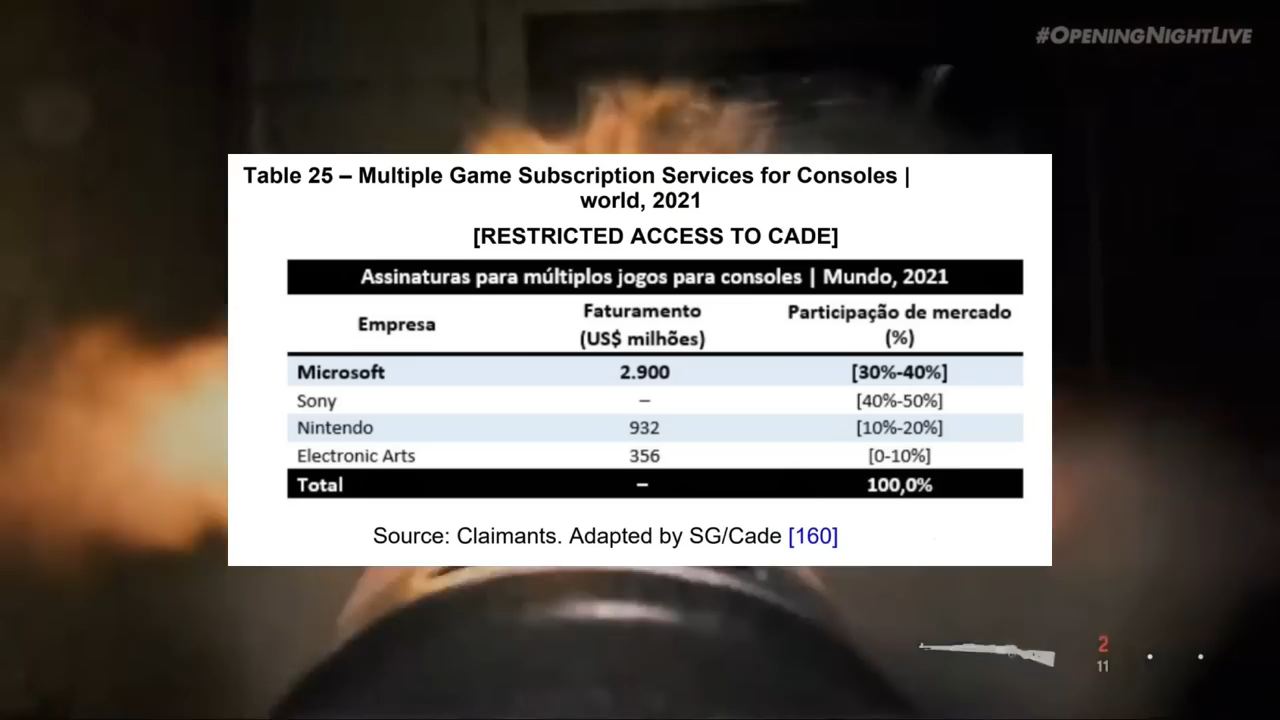 #OPENINGNIGHTLIVE
Table 25 – Multiple Game Subscription Services for Consoles |
world, 2021
[RESTRICTED ACCESS TO CADE]
Assinaturas para múltiplos jogos para consoles | Mundo, 2021
Empresa Faturamento (US$ milhões) Participação de mercado (%)
Microsoft 2.900 [30%-40%]
Sony – [40%-50%]
Nintendo 932 [10%-20%]
Electronic Arts 356 [0-10%]
Total – 100,0%
Source: Claimants. Adapted by SG/Cade [160]
2
11